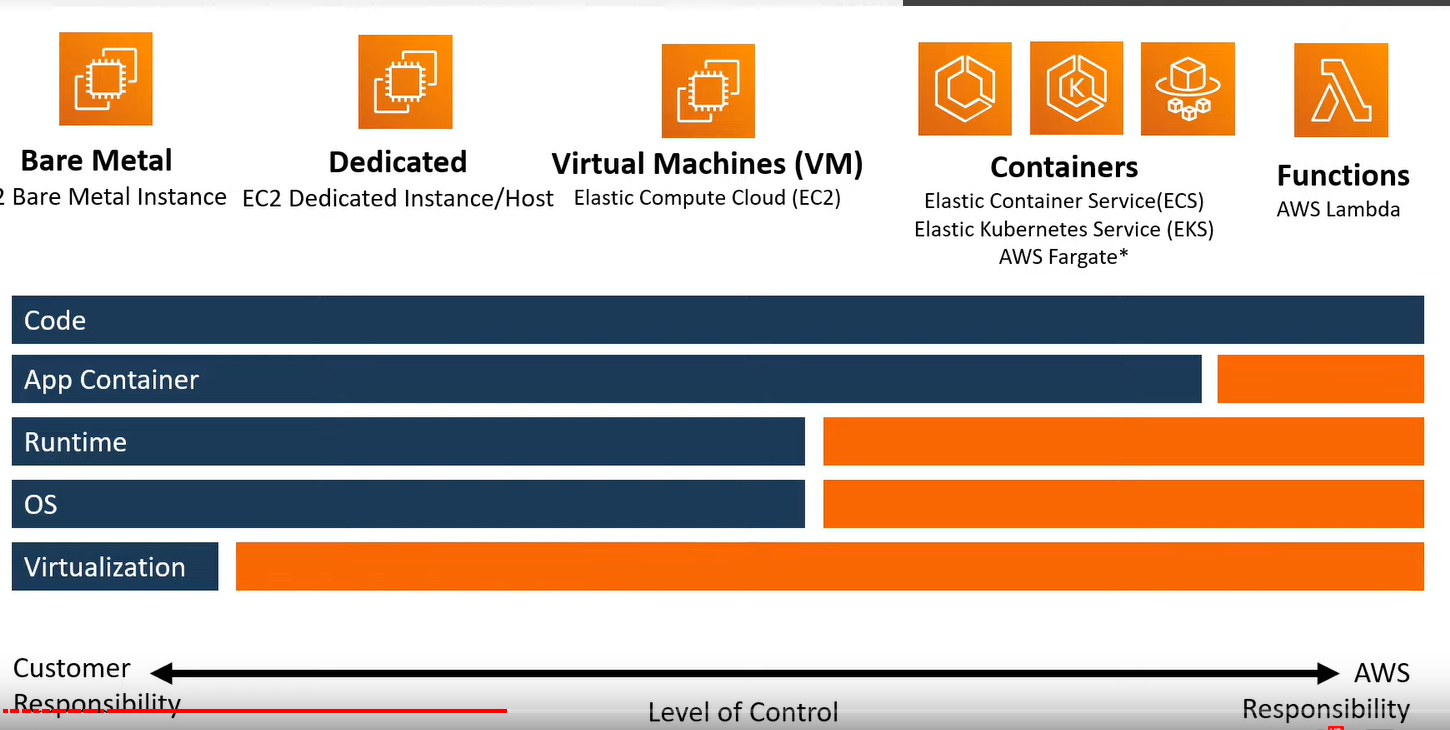 Bare Metal
2 Bare Metal Instance
Dedicated
EC2 Dedicated Instance/Host
Virtual Machines (VM)
Elastic Compute Cloud (EC2)
K
Containers
Elastic Container Service(ECS)
Elastic Kubernetes Service (EKS)
AWS Fargate*
Functions
AWS Lambda
Code
App Container
Runtime
OS
Virtualization
Customer
Responsibility
Level of Control
AWS
Responsibility